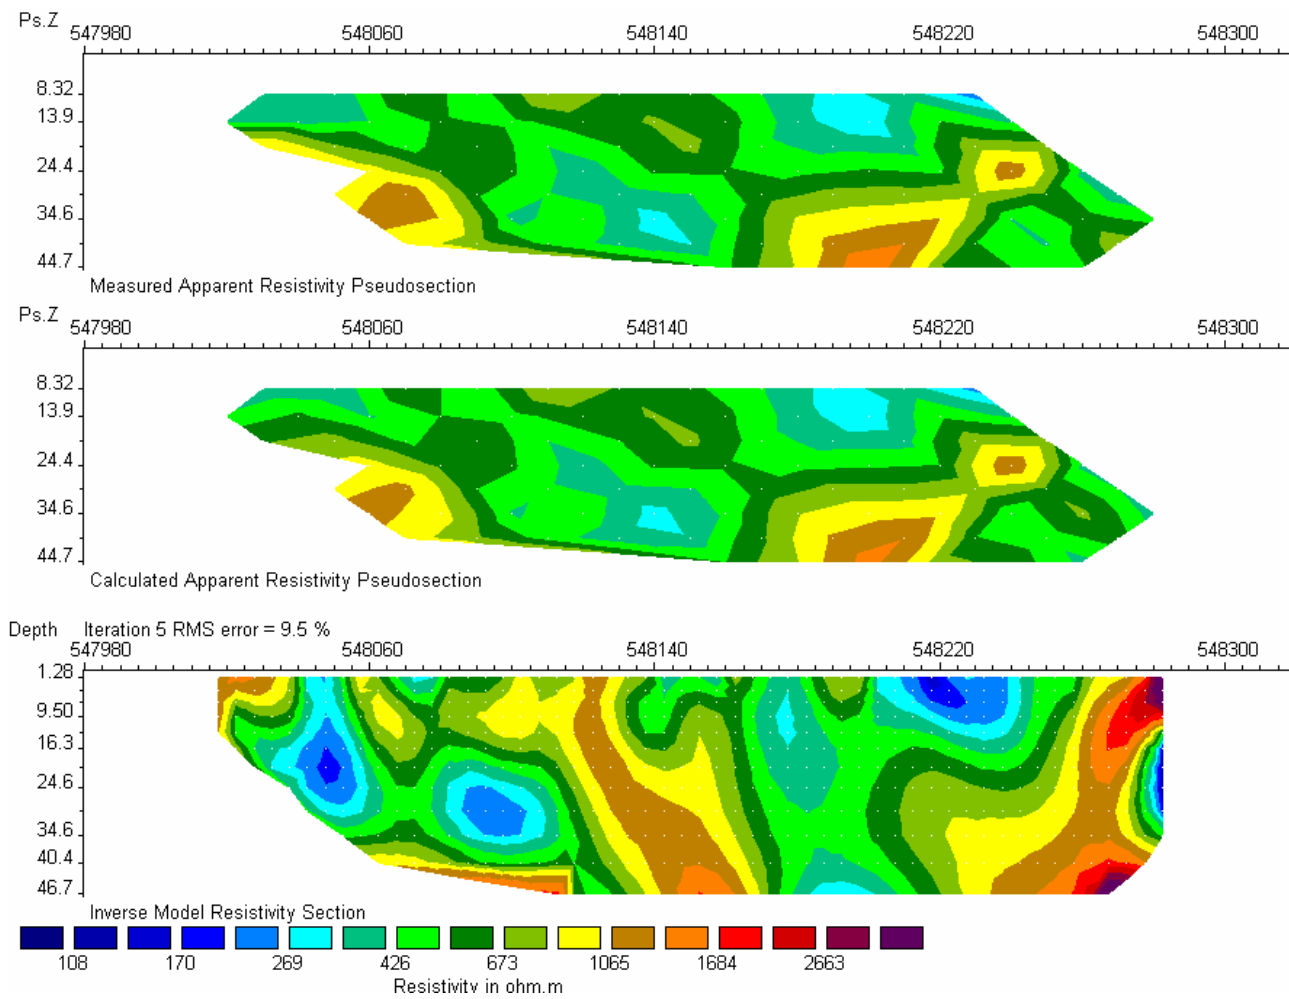 Ps.Z
547980 548060 548140 548220 548300
8.32
13.9
24.4
34.6
44.7
Measured Apparent Resistivity Pseudosection
Ps.Z
547980 548060 548140 548220 548300
8.32
13.9
24.4
34.6
44.7
Calculated Apparent Resistivity Pseudosection
Depth Iteration 5 RMS error = 9.5 %
547980 548060 548140 548220 548300
1.28
9.50
16.3
24.6
34.6
40.4
46.7
Inverse Model Resistivity Section
108 170 269 426 673 1065 1684 2663
Resistivity in ohm.m